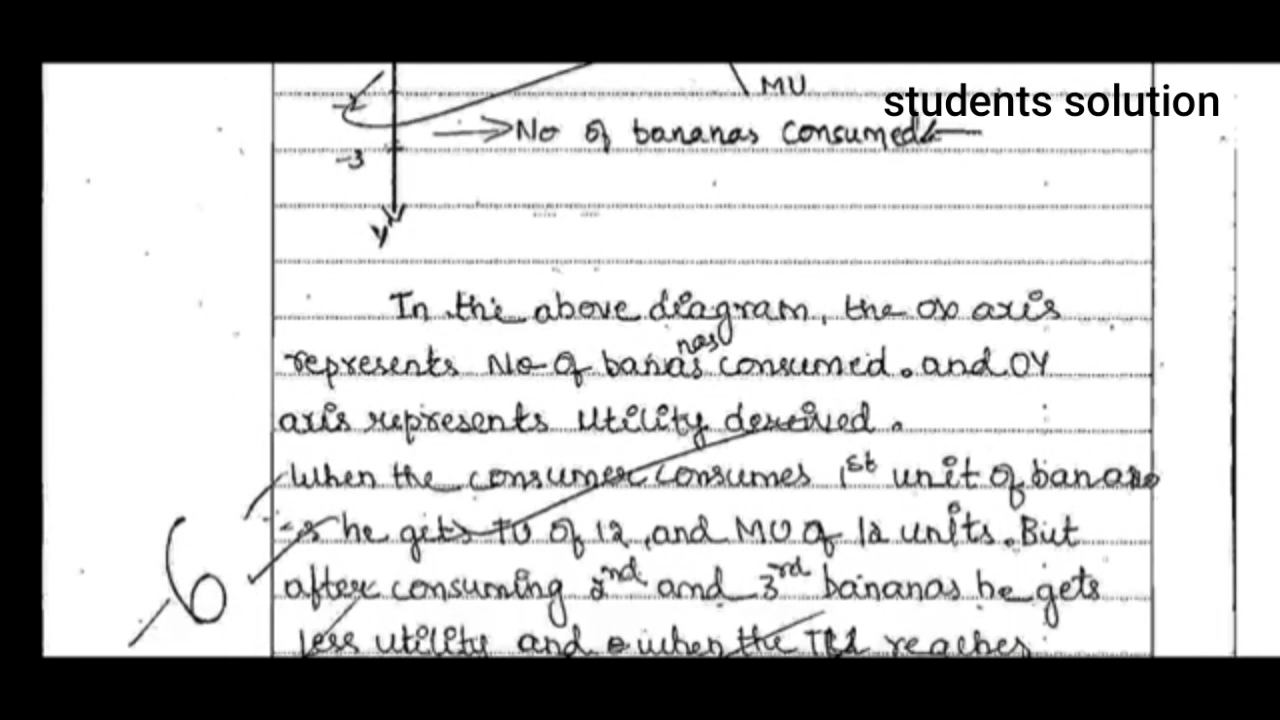 MU
students solution
-2
No of bananas consumed
-3
Y
In the above diagram, the ox axis
nas
represents No of banas consumed. and OY
axis represents Utility derived.
When the consumer consumes 1st unit of banana
-s he gets TU of 12, and MU of 12 units. But
6
after consuming 2nd and 3rd bananas he gets
less utility and when the TU reaches